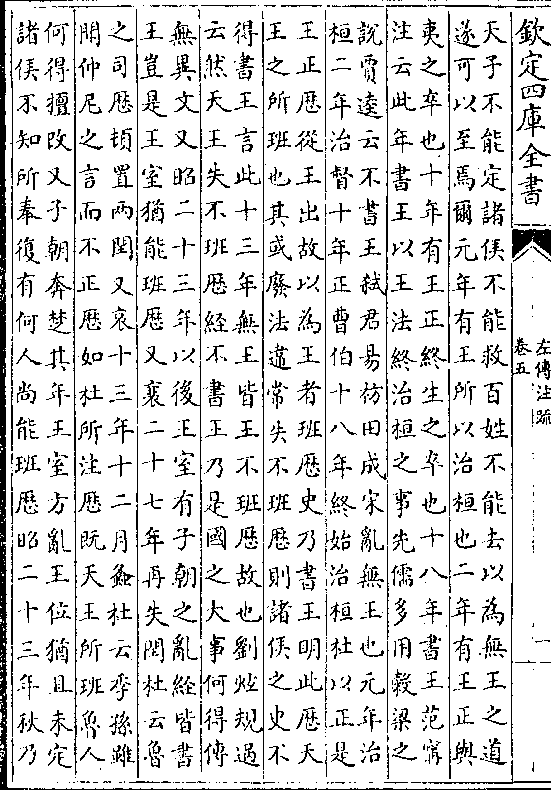 欽定四庫全書
左傳注疏
卷五
天子不能定諸侯不能救百姓不能去以為無王之道
遂可以至焉爾元年有王所以治桓也二年有王正與
夷之卒也十年有王正終生之卒也十八年書王范甯
注云此年書王以王法終治桓之事先儒多用穀梁之
說賈逵云不書王弒君易祊田成宋亂無王也元年治
桓二年治督十年正曹伯十八年終始治桓杜以正是
王正歷從王出故以為王者班歷史乃書王明此歷天
王之所班也其或廢法違常失不班歷則諸侯之史不
得書王言此十三年無王皆王不班歷故也劉炫規過
云然天王失不班歷經不書王乃是國之大事何得傳
無異文又昭二十三年以後王室有子朝之亂經皆書
王豈是王室猶能班歷又襄二十七年再失閏杜云魯
之司歷頓置兩閏又哀十三年十二月螽杜云季孫雖
聞仲尼之言而不正歷如杜所注歷既天王所班魯人
何得擅改又子朝奔楚其年王室方亂王位猶且未定
諸侯不知所奉復有何人尚能班歷昭二十三年秋乃